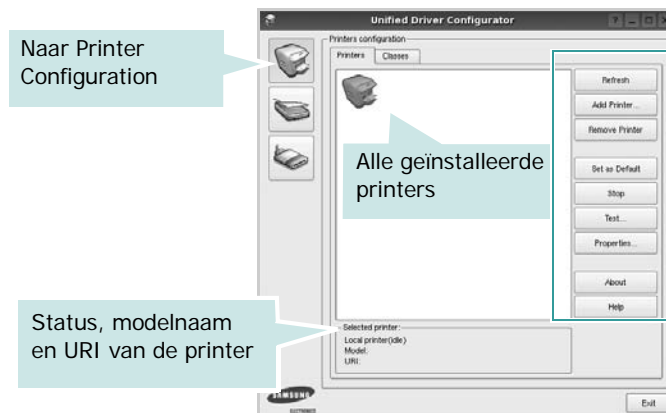 Unified Driver Configurator
Naar Printer
Configuration
Printers configuration
Printers
Classes
Refresh
Add Printer...
Remove Printer
Set as Default
Stop
Test...
Properties...
About
Help
Alle geïnstalleerde
printers
Status, modelnaam
en URI van de printer
Selected printer:
Local printer(idle)
Model:
URI:
SAMSUNG
ELECTRONICS
Exit